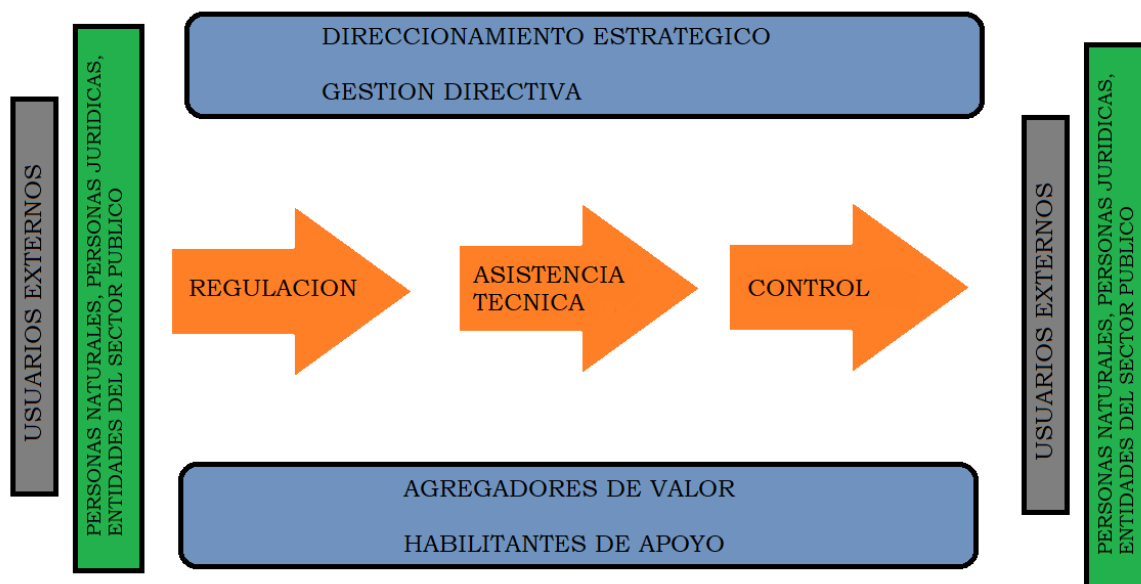 DIRECCIONAMIENTO ESTRATEGICO
GESTION DIRECTIVA
USUARIOS EXTERNOS
PERSONAS NATURALES, PERSONAS JURIDICAS,
ENTIDADES DEL SECTOR PUBLICO
REGULACION
ASISTENCIA
TECNICA
CONTROL
USUARIOS EXTERNOS
PERSONAS NATURALES, PERSONAS JURIDICAS,
ENTIDADES DEL SECTOR PUBLICO
AGREGADORES DE VALOR
HABILITANTES DE APOYO